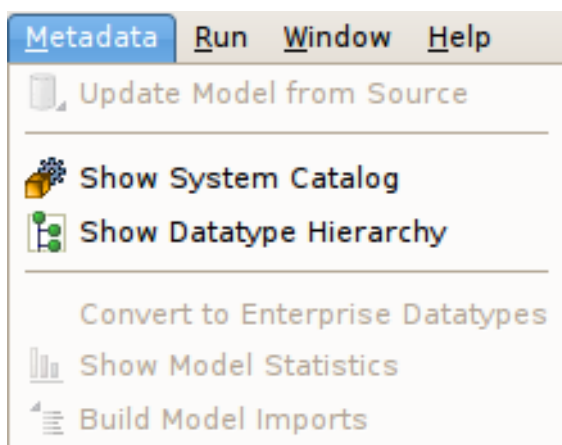 Metadata Run Window Help
Update Model from Source
Show System Catalog
Show Datatype Hierarchy
Convert to Enterprise Datatypes
Show Model Statistics
Build Model Imports